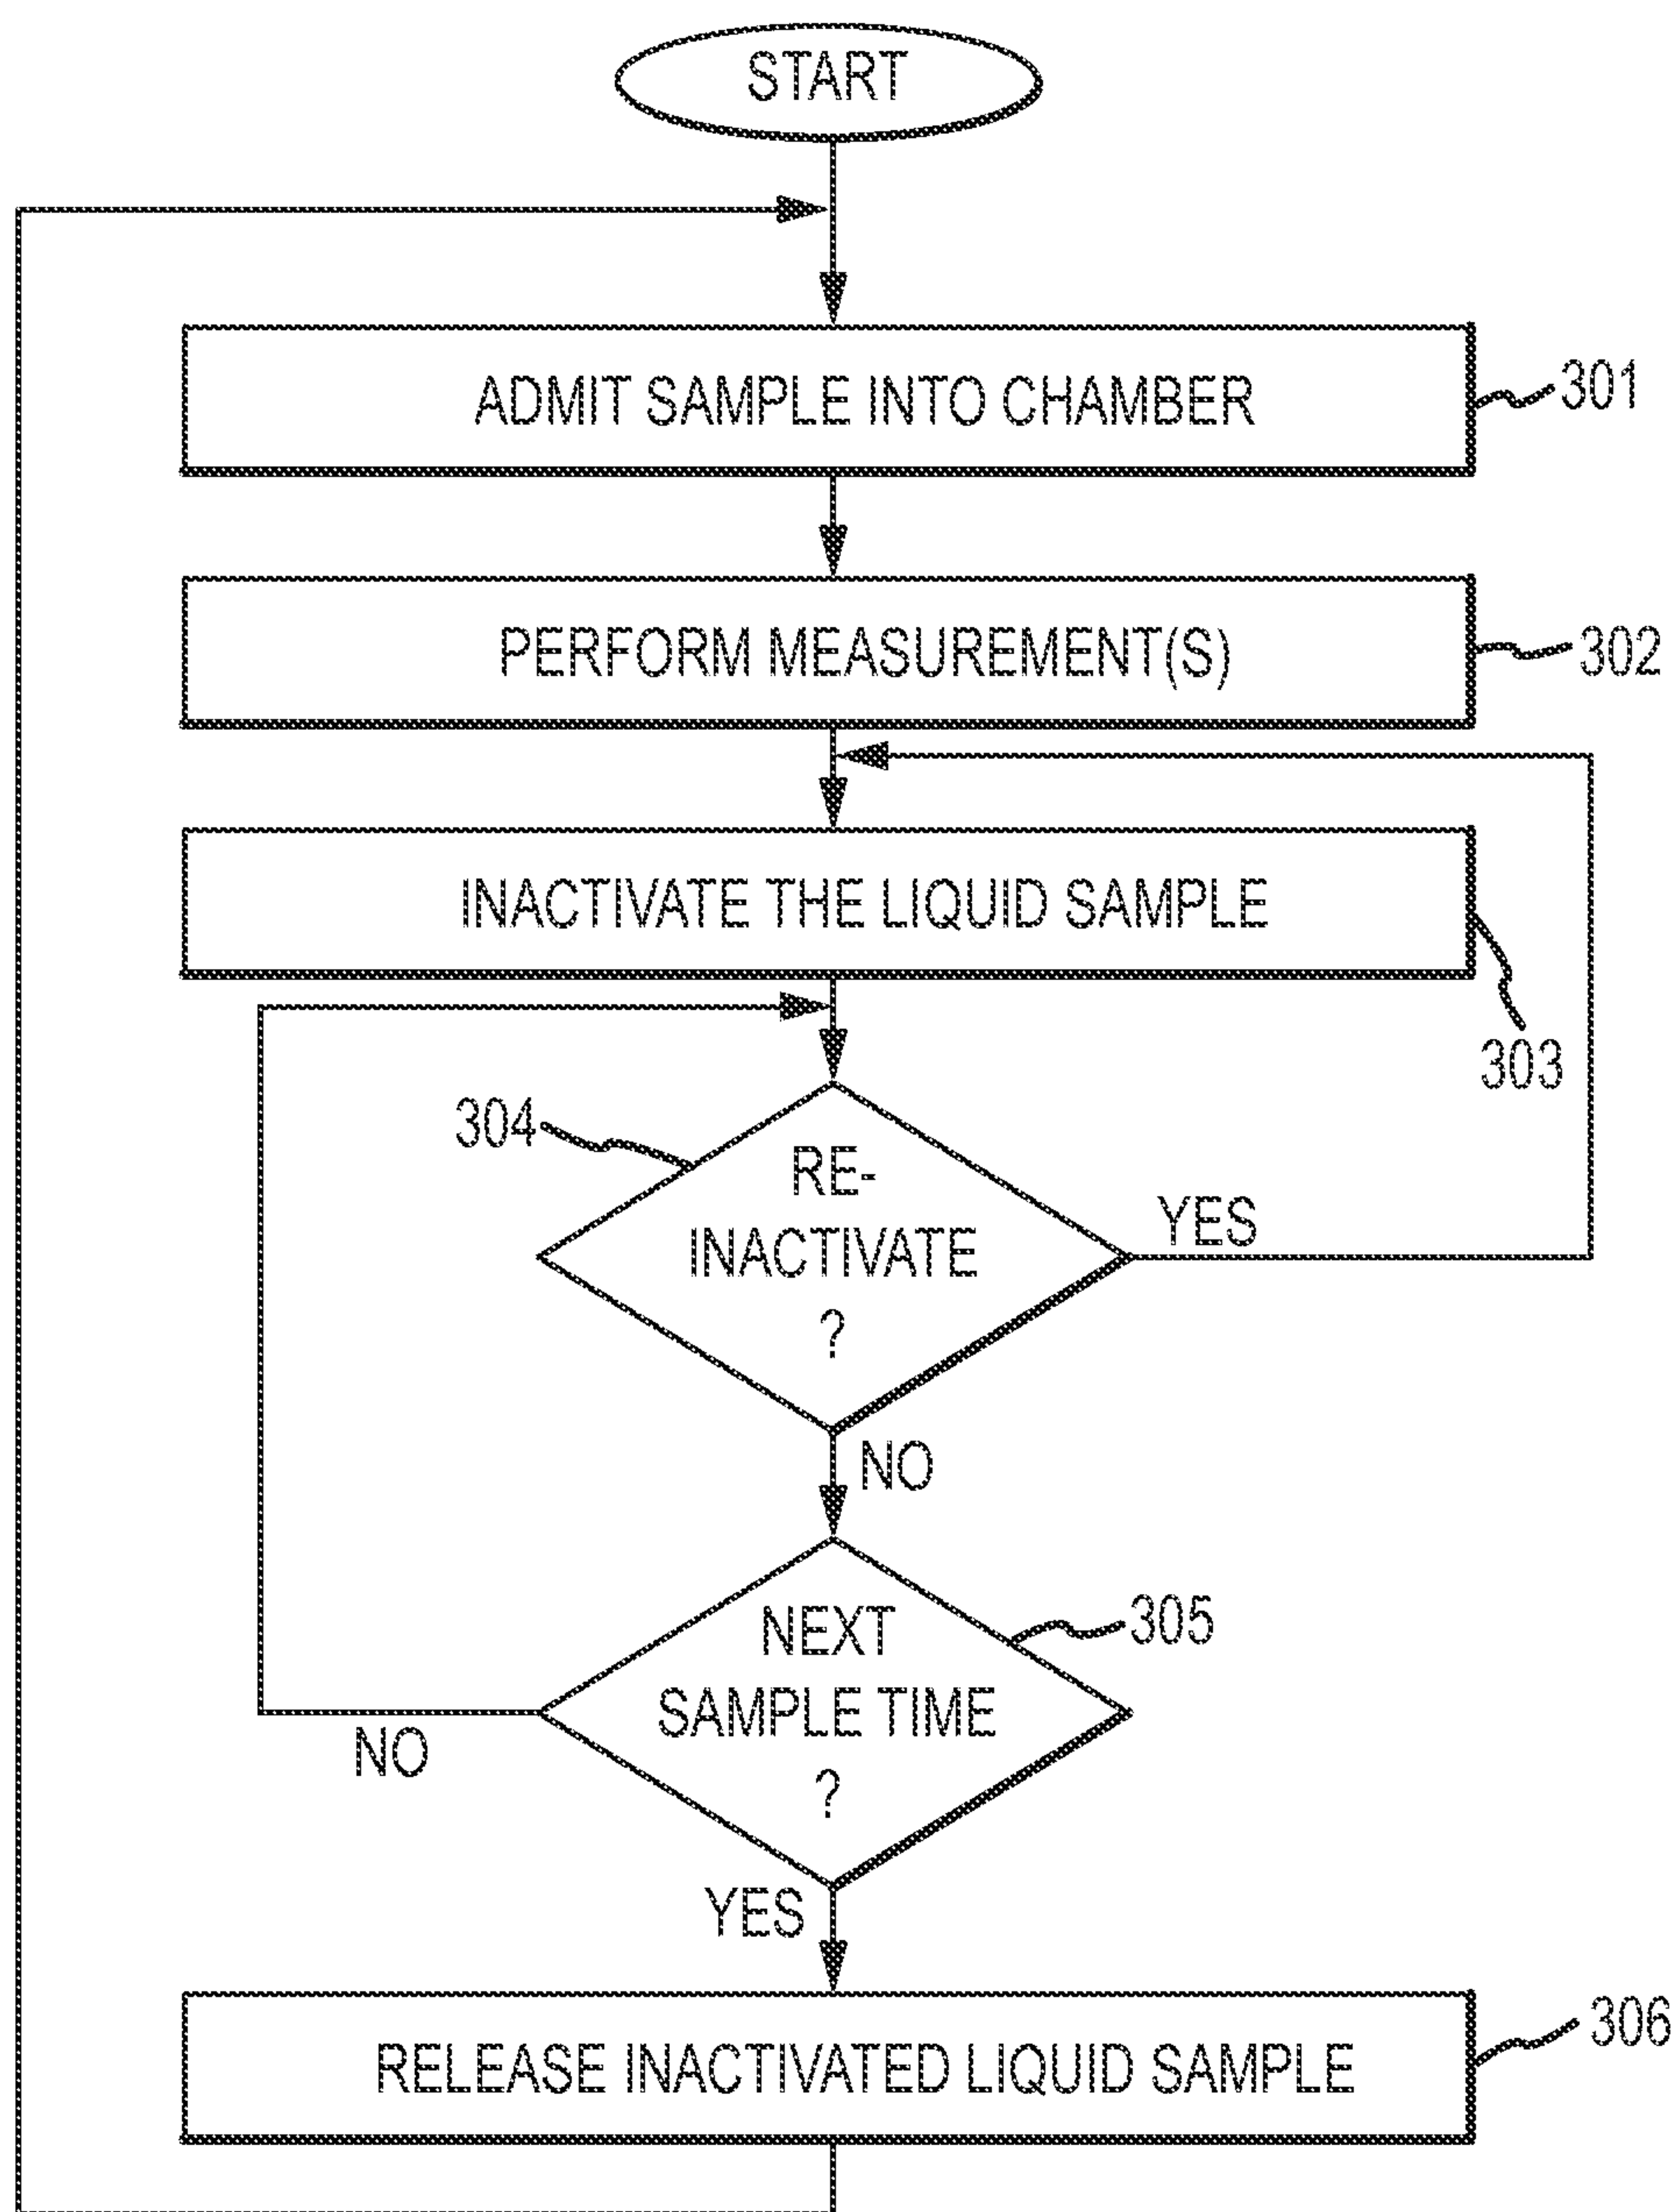 START
ADMIT SAMPLE INTO CHAMBER
301
PERFORM MEASUREMENT(S)
302
INACTIVATE THE LIQUID SAMPLE
303
304
RE-
INACTIVATE
?
YES
NO
NEXT
SAMPLE TIME
?
305
NO
YES
RELEASE INACTIVATED LIQUID SAMPLE
306